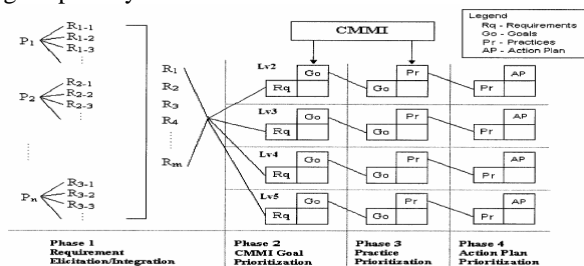 Legend
Rq - Requirements
Go - Goals
Pr - Practices
AP - Action Plan
CMMI
P1
R1-1
R1-2
R1-3
P2
R2-1
R2-2
R2-3
Pn
R3-1
R3-2
R3-3
R1
R2
R3
R4
Rm
Lv2
Go
Rq
Pr
Go
AP
Pr
Lv3
Go
Rq
Pr
Go
AP
Pr
Lv4
Go
Rq
Pr
Go
AP
Pr
Lv5
Go
Rq
Pr
Go
AP
Pr
Phase 1
Requirement
Elicitation/Integration
Phase 2
CMMI Goal
Prioritization
Phase 3
Practice
Prioritization
Phase 4
Action Plan
Prioritization